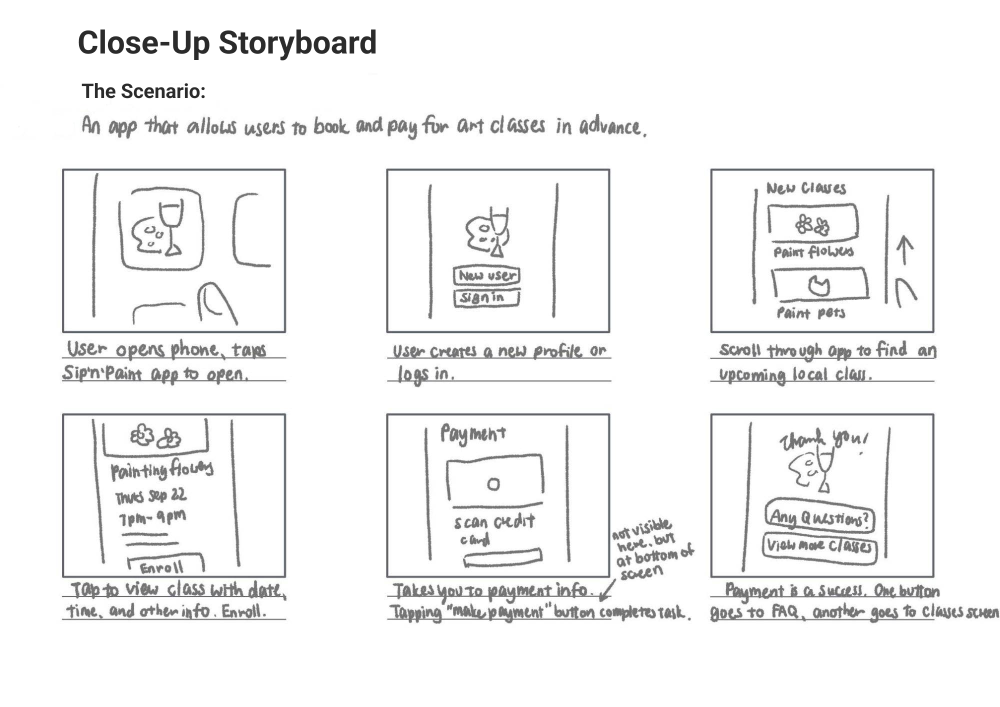 Close-Up Storyboard
The Scenario:
An app that allows users to book and pay for art classes in advance.
New user
Sign in
New Classes
Paint flowers
Paint pets
User opens phone, taps
Sip'n'Paint app to open.
User creates a new profile or
logs in.
Scroll through app to find an
upcoming local class.
Painting flowers
Thurs Sep 22
7pm-9pm
Enroll
Payment
scan credit
card
not visible
here, but
at bottom of
screen
Thank you!
Any Questions?
View more classes
Tap to view class with date,
time, and other info. Enroll.
Takes you to payment info.
Tapping "make payment" button completes task.
Payment is a success. One button
goes to FAQ, another goes to classes screen